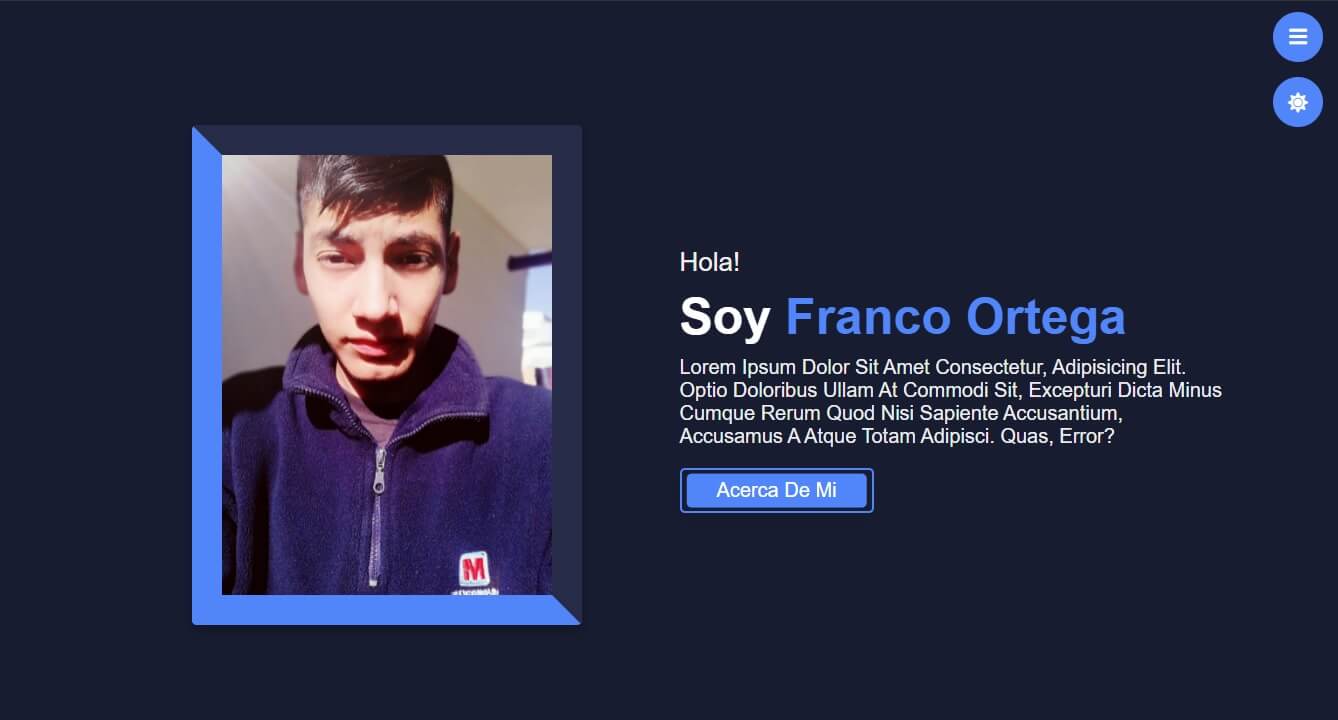 Hola!
Soy Franco Ortega
Lorem Ipsum Dolor Sit Amet Consectetur, Adipisicing Elit.
Optio Doloribus Ullam At Commodi Sit, Excepturi Dicta Minus
Cumque Rerum Quod Nisi Sapiente Accusantium,
Accusamus A Atque Totam Adipisci. Quas, Error?
Acerca De Mi
M